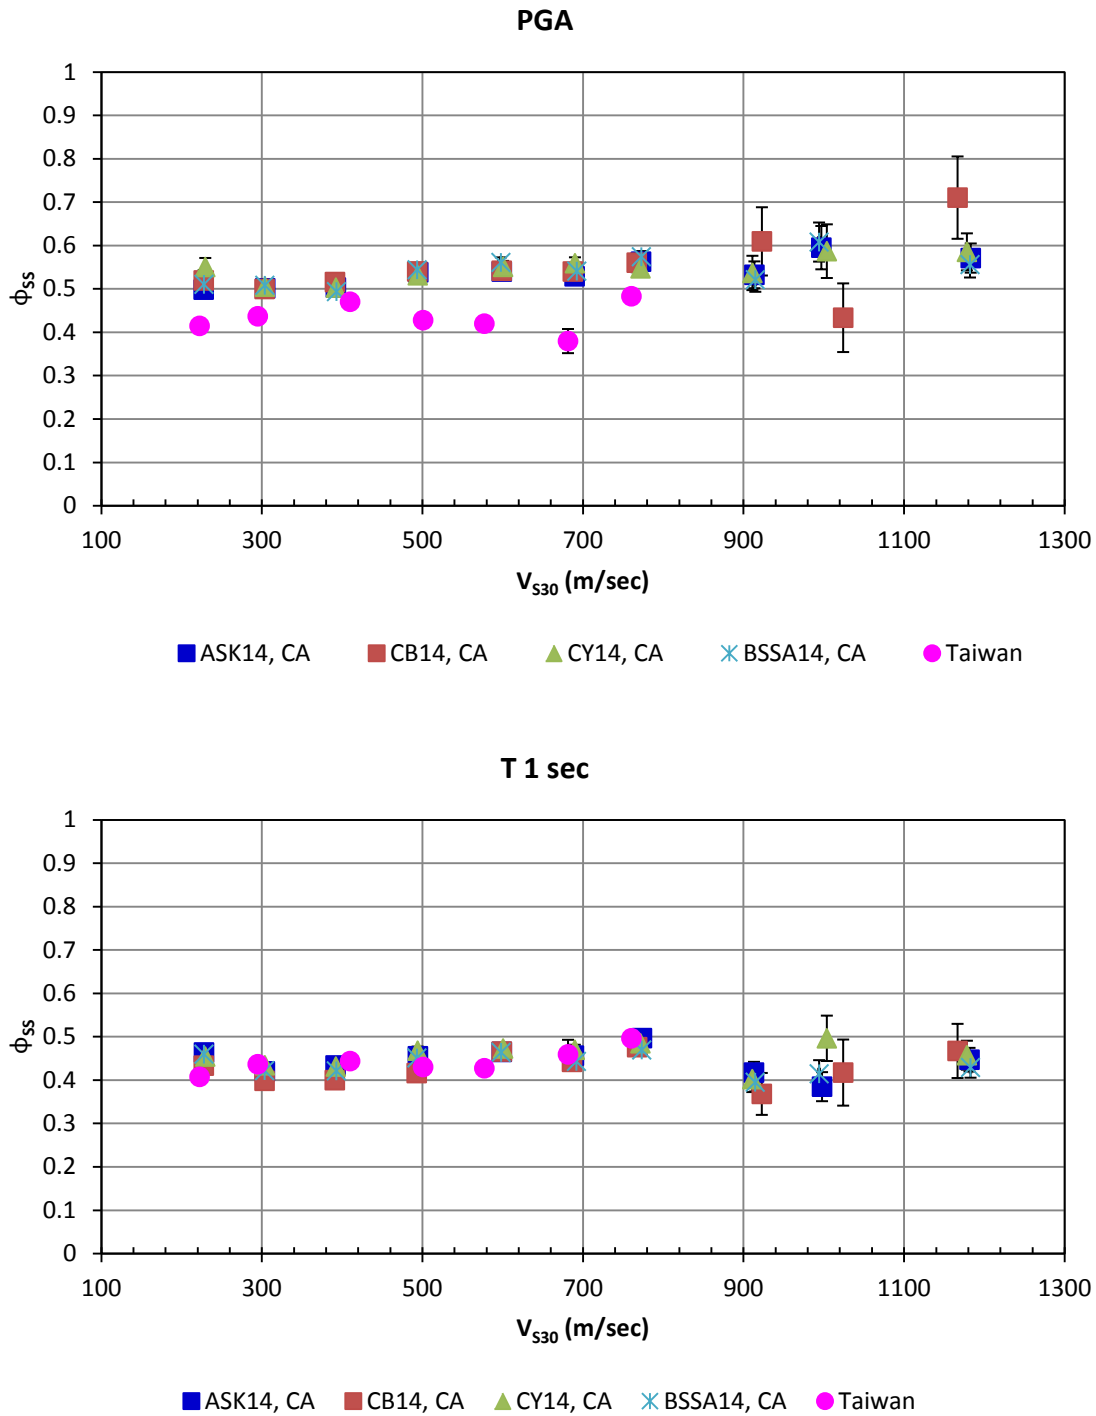 PGA
1
0.9
0.8
0.7
0.6
0.5
0.4
0.3
0.2
0.1
0
ϕSS
100 300 500 700 900 1100 1300
VS30 (m/sec)
ASK14, CA CB14, CA CY14, CA BSSA14, CA Taiwan
T 1 sec
1
0.9
0.8
0.7
0.6
0.5
0.4
0.3
0.2
0.1
0
ϕSS
100 300 500 700 900 1100 1300
VS30 (m/sec)
ASK14, CA CB14, CA CY14, CA BSSA14, CA Taiwan